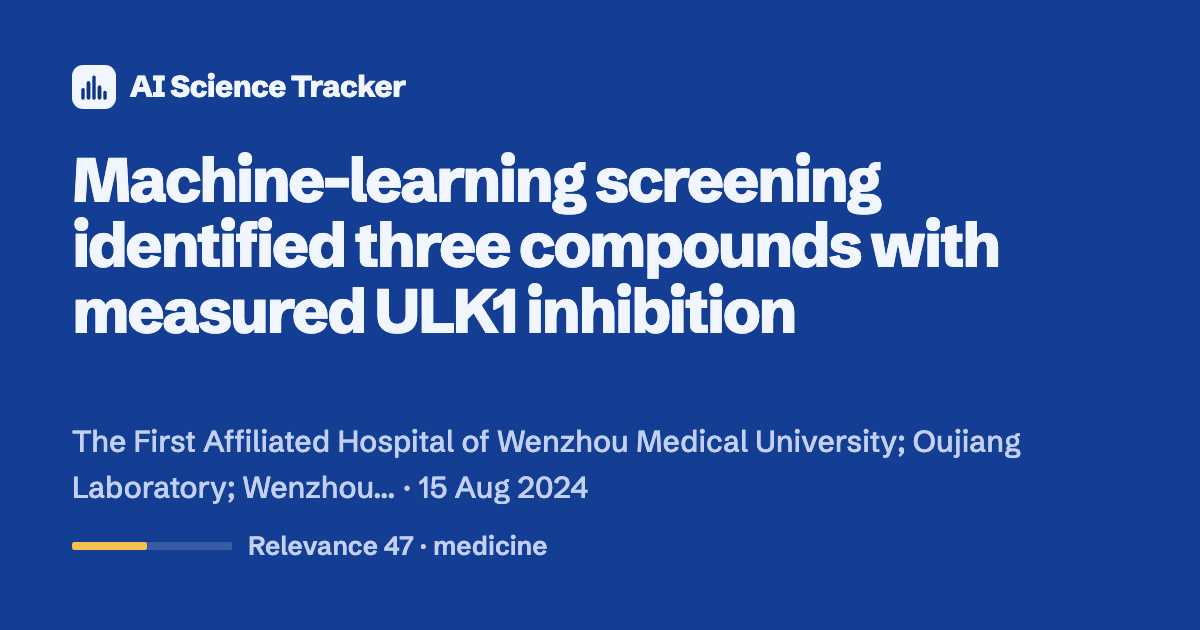 AI Science Tracker
Machine-learning screening
identified three compounds with
measured ULK1 inhibition
The First Affiliated Hospital of Wenzhou Medical University; Oujiang
Laboratory; Wenzhou... · 15 Aug 2024
Relevance 47 · medicine